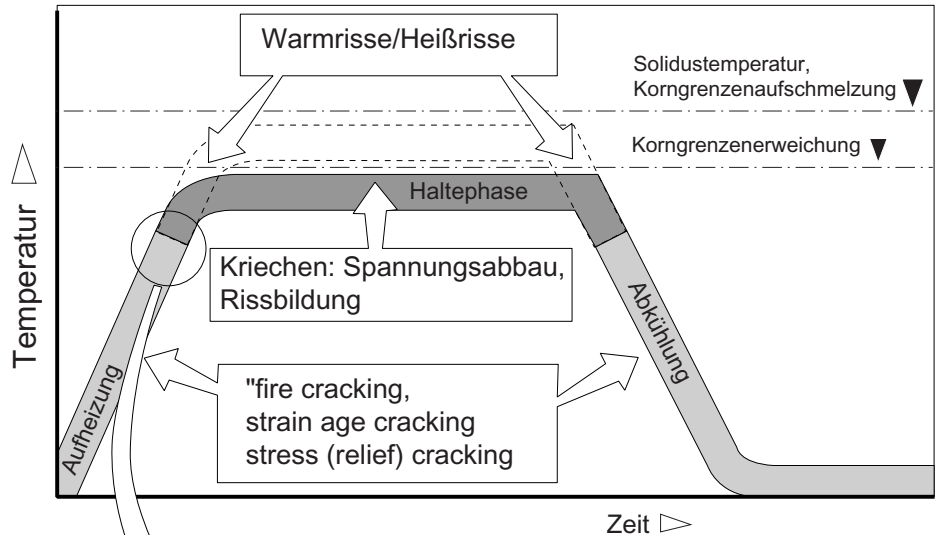 Warmrisse/Heißrisse
Solidustemperatur,
Korngrenzenaufschmelzung
Korngrenzenerweichung
Haltephase
Kriechen: Spannungsabbau,
Rissbildung
Temperatur
Aufheizung
Abkühlung
"fire cracking,
strain age cracking
stress (relief) cracking
Zeit